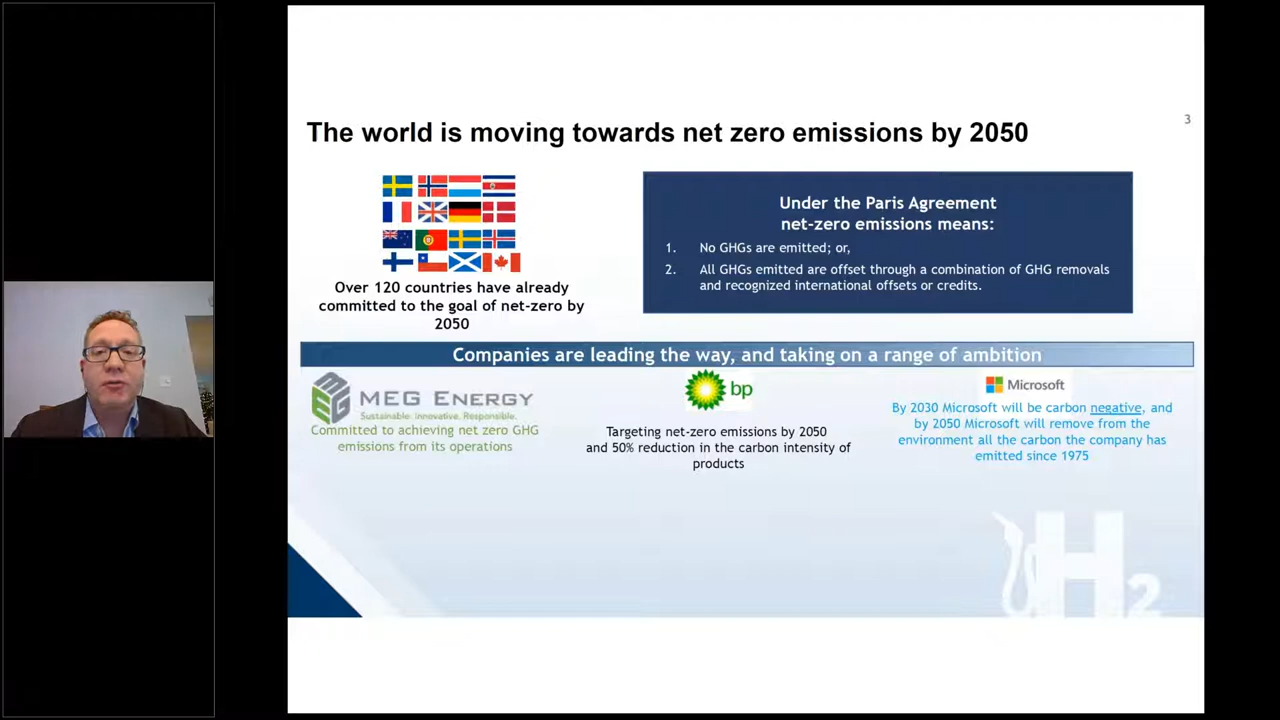 3
The world is moving towards net zero emissions by 2050
Over 120 countries have already
committed to the goal of net-zero by
2050
Under the Paris Agreement
net-zero emissions means:
1. No GHGs are emitted; or,
2. All GHGs emitted are offset through a combination of GHG removals
and recognized international offsets or credits.
Companies are leading the way, and taking on a range of ambition
MEG ENERGY
Sustainable. Innovative. Responsible.
Committed to achieving net zero GHG
emissions from its operations
bp
Targeting net-zero emissions by 2050
and 50% reduction in the carbon intensity of
products
Microsoft
By 2030 Microsoft will be carbon negative, and
by 2050 Microsoft will remove from the
environment all the carbon the company has
emitted since 1975
H2